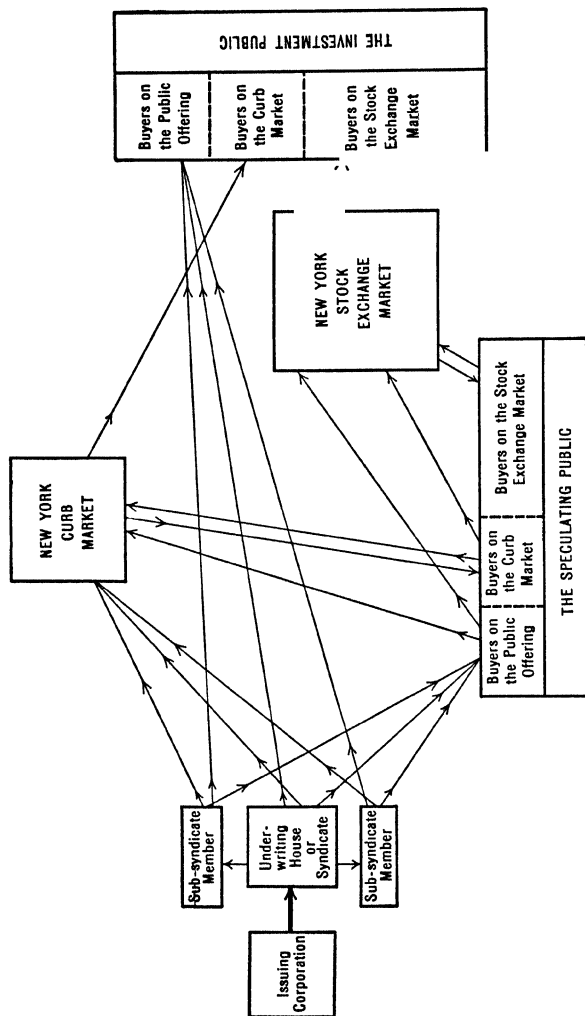 Issuing
Corporation
Sub-syndicate
Member
Under-
writing
House
or
Syndicate
Sub-syndicate
Member
NEW YORK
CURB
MARKET
Buyers on
the Public
Offering
Buyers on
the Curb
Market
Buyers on the Stock
Exchange Market
THE SPECULATING PUBLIC
NEW YORK
STOCK
EXCHANGE
MARKET
Buyers on
the Public
Offering
Buyers on
the Curb
Market
Buyers on
the Stock
Exchange
Market
THE INVESTMENT PUBLIC